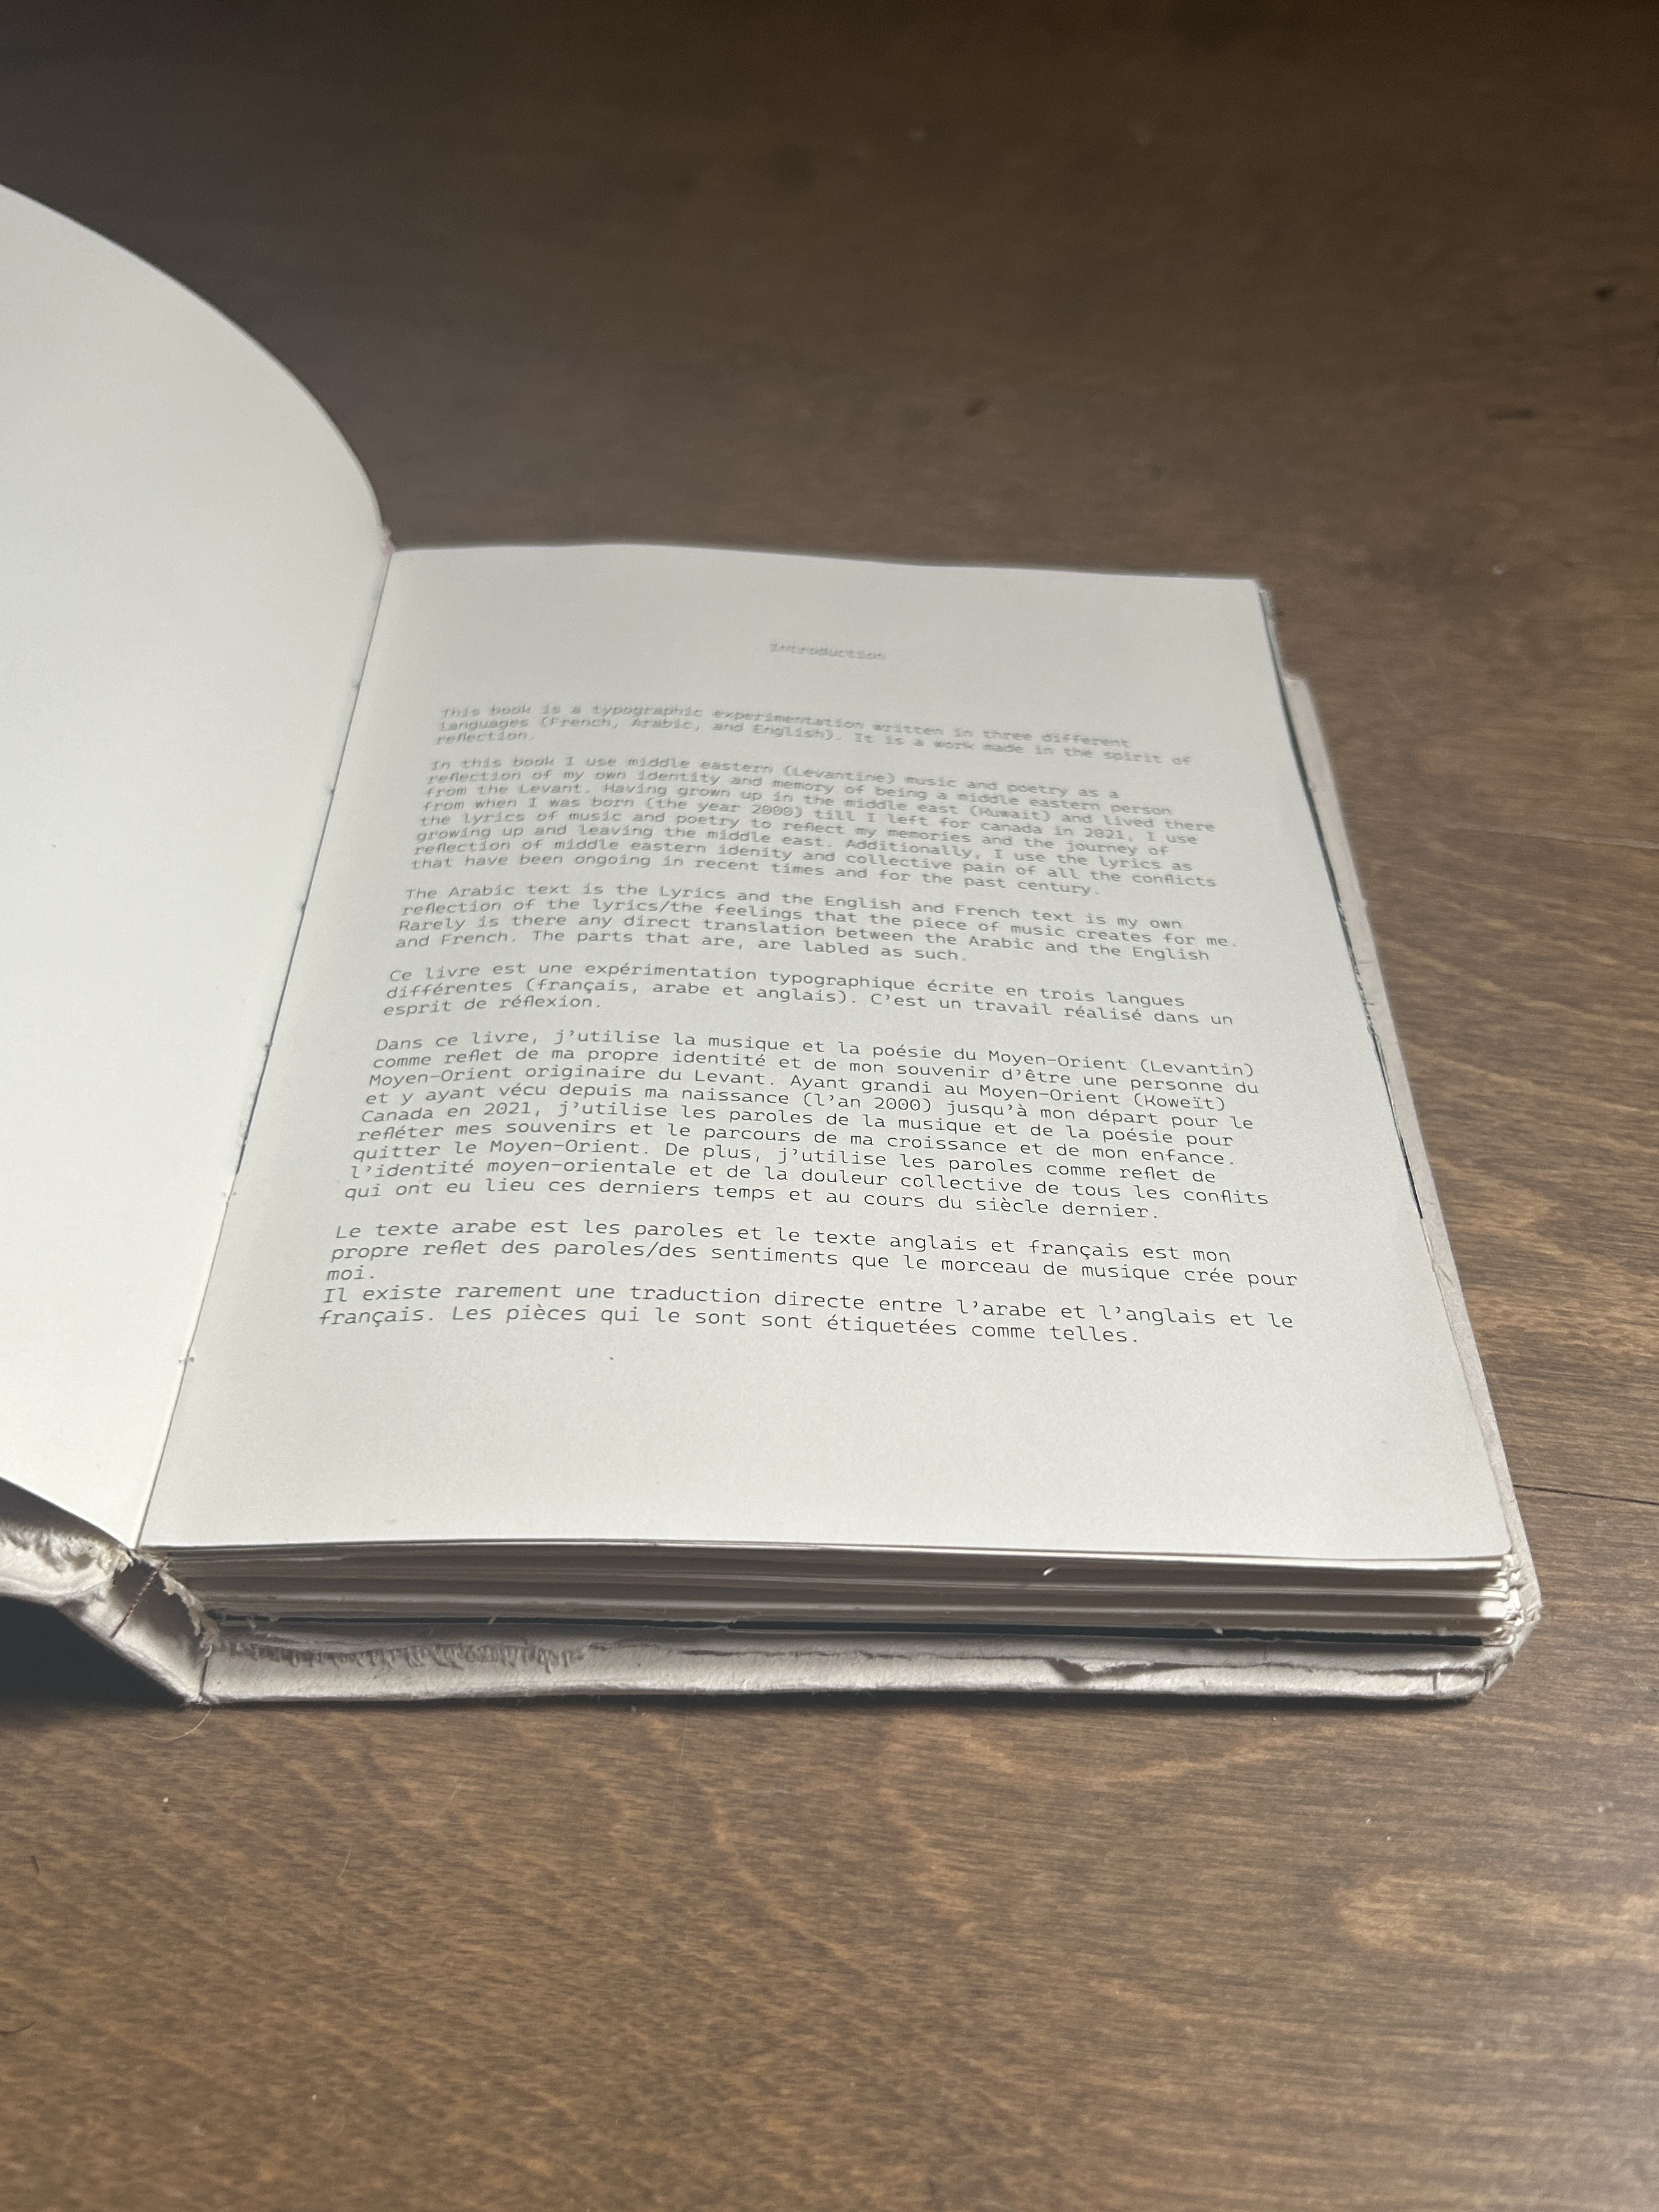 Introduction
This book is a typographic experimentation written in three different
languages (French, Arabic, and English). It is a work made in the spirit of
reflection.
In this book I use middle eastern (Levantine) music and poetry as a
reflection of my own identity and memory of being a middle eastern person
from the Levant. Having grown up in the middle east (Kuwait) and lived there
from when I was born (the year 2000) till I left for canada in 2021, I use
the lyrics of music and poetry to reflect my memories and the journey of
growing up and leaving the middle east. Additionally, I use the lyrics as
reflection of middle eastern idenity and collective pain of all the conflicts
that have been ongoing in recent times and for the past century.
The Arabic text is the Lyrics and the English and French text is my own
reflection of the lyrics/the feelings that the piece of music creates for me.
Rarely is there any direct translation between the Arabic and the English
and French. The parts that are, are labled as such.
Ce livre est une expérimentation typographique écrite en trois langues
différentes (français, arabe et anglais). C’est un travail réalisé dans un
esprit de réflexion.
Dans ce livre, j’utilise la musique et la poésie du Moyen-Orient (Levantin)
comme reflet de ma propre identité et de mon souvenir d’être une personne du
Moyen-Orient originaire du Levant. Ayant grandi au Moyen-Orient (Koweït)
et y ayant vécu depuis ma naissance (l’an 2000) jusqu’à mon départ pour le
Canada en 2021, j’utilise les paroles de la musique et de la poésie pour
refléter mes souvenirs et le parcours de ma croissance et de mon enfance.
quitter le Moyen-Orient. De plus, j’utilise les paroles comme reflet de
l’identité moyen-orientale et de la douleur collective de tous les conflits
qui ont eu lieu ces derniers temps et au cours du siècle dernier.
Le texte arabe est les paroles et le texte anglais et français est mon
propre reflet des paroles/des sentiments que le morceau de musique crée pour
moi.
Il existe rarement une traduction directe entre l’arabe et l’anglais et le
français. Les pièces qui le sont sont étiquetées comme telles.